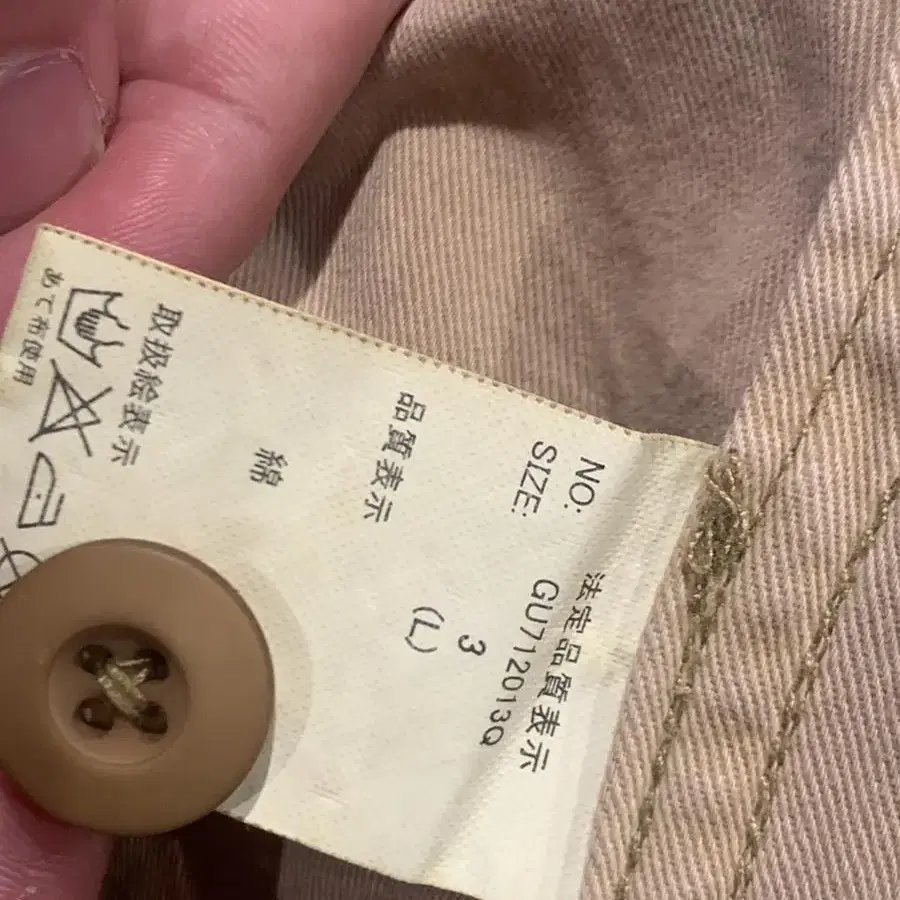 法定品質表示
NO: GU712013Q
SIZE: 3
(L)
品質表示
綿
取扱絵表示
あて布使用